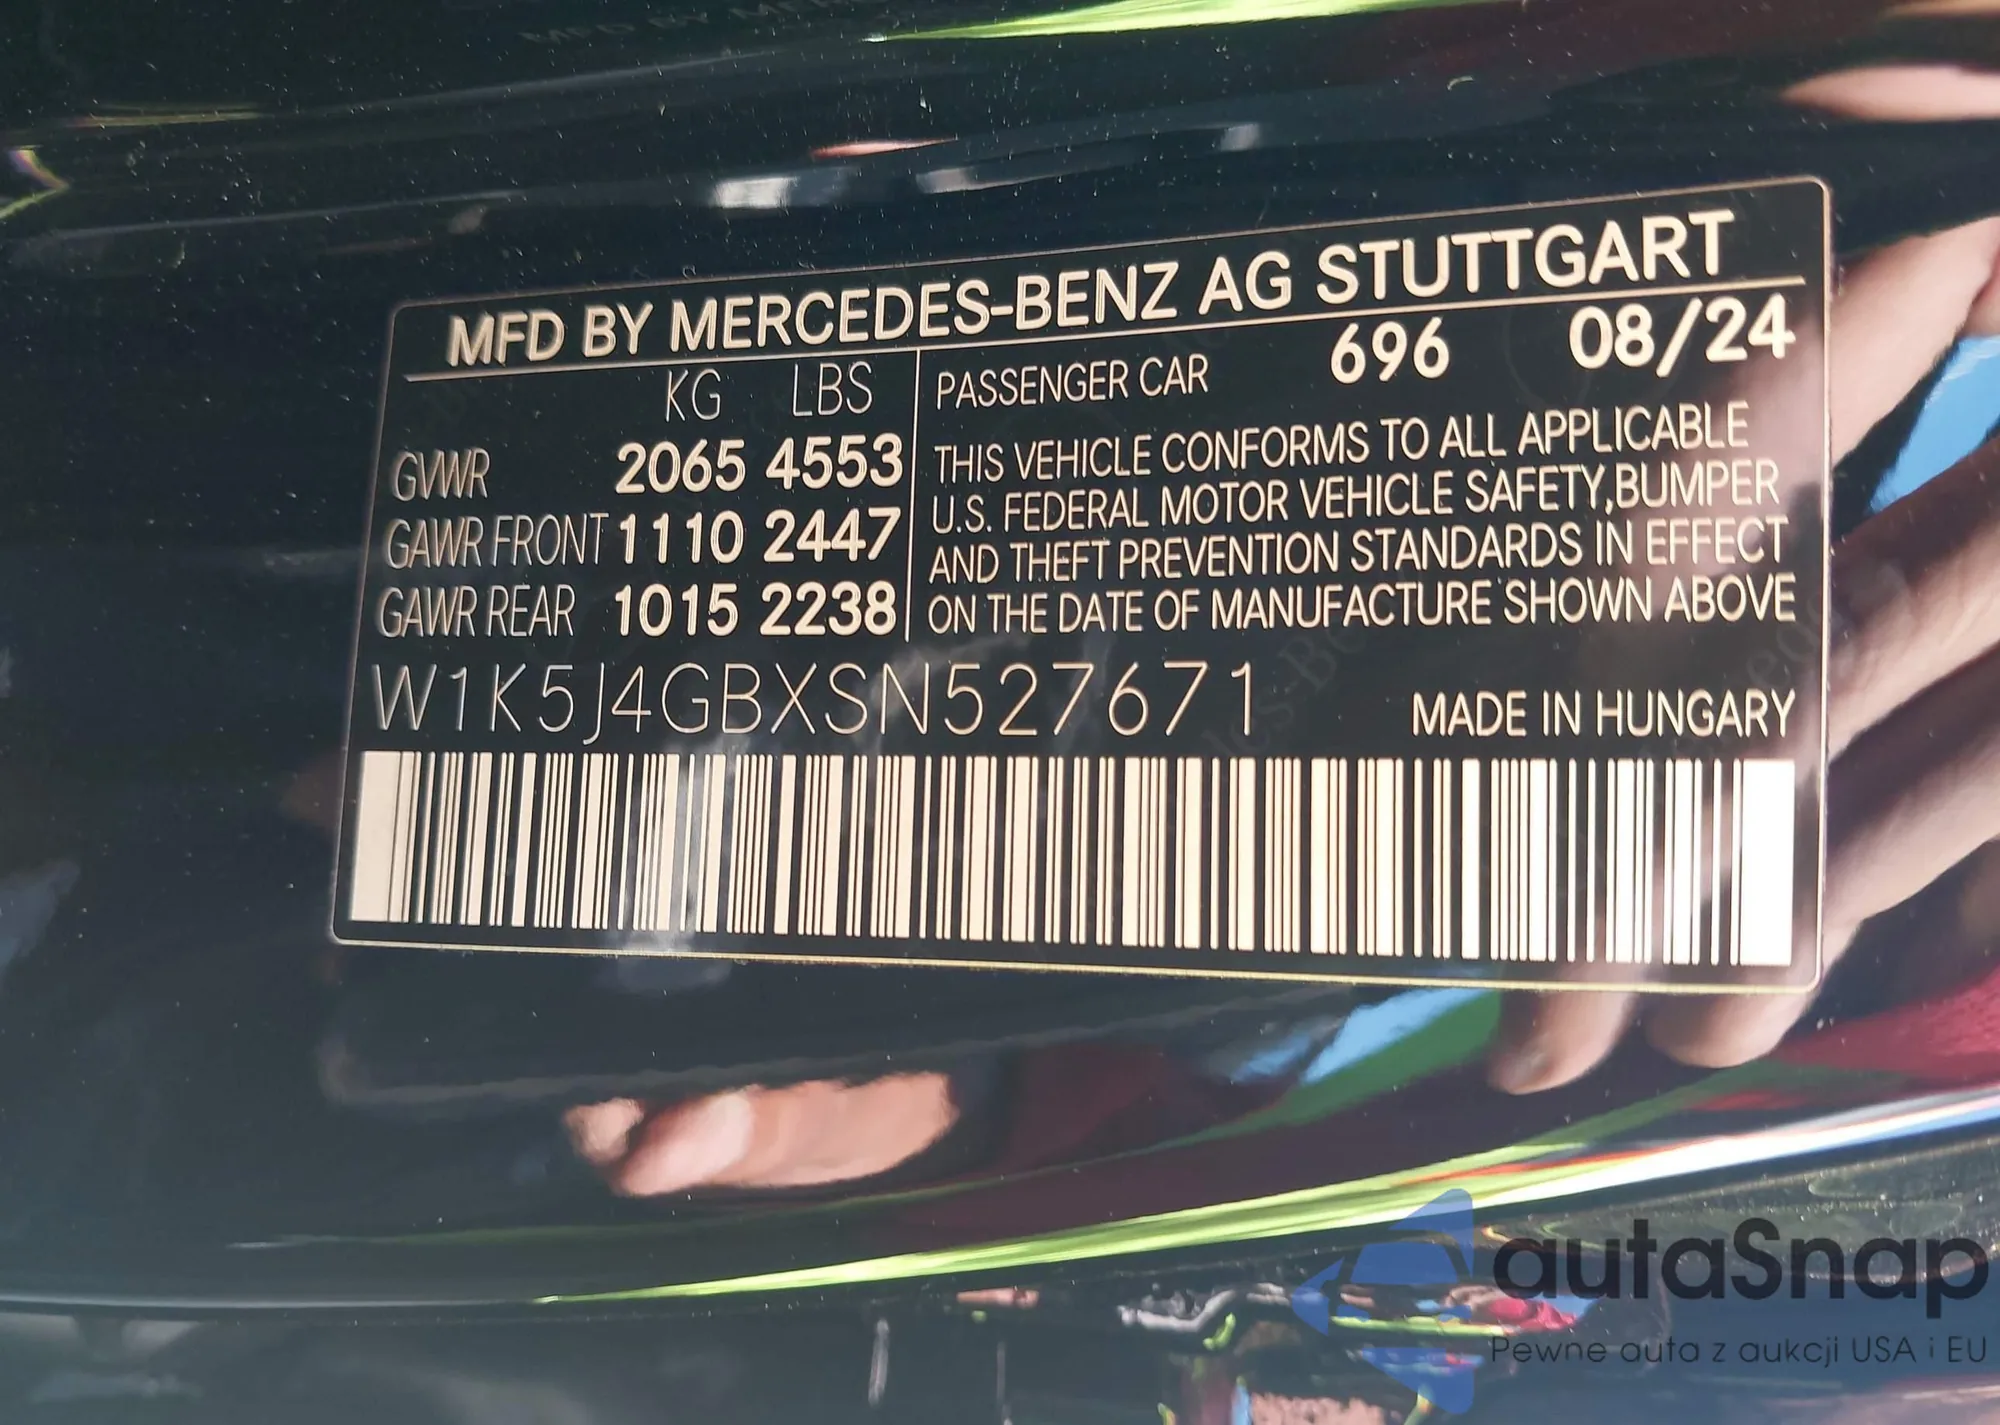 MFD BY MERCEDES-BENZ AG STUTTGART
KG LBS
GVWR 2065 4553
GAWR FRONT 1110 2447
GAWR REAR 1015 2238
PASSENGER CAR 696 08/24
THIS VEHICLE CONFORMS TO ALL APPLICABLE
U.S. FEDERAL MOTOR VEHICLE SAFETY,BUMPER
AND THEFT PREVENTION STANDARDS IN EFFECT
ON THE DATE OF MANUFACTURE SHOWN ABOVE
W1K5J4GBXSN527671
MADE IN HUNGARY
autaSnap
Pewne auta z aukcji USA i EU